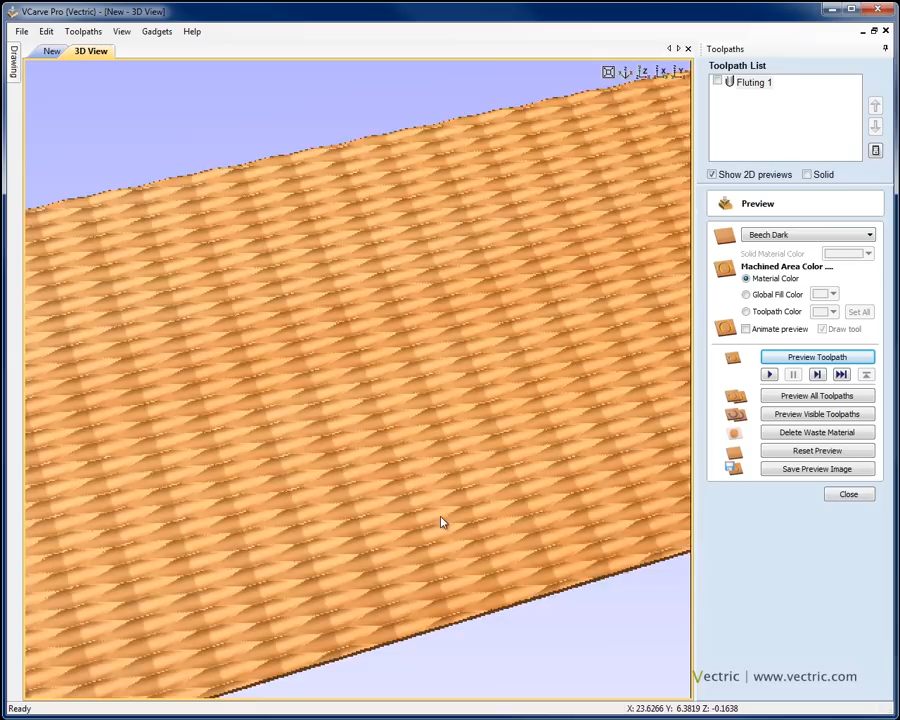 VCarve Pro {Vectric} - [New - 3D View]
File Edit Toolpaths View Gadgets Help
New 3D View
Drawing
Toolpaths
Toolpath List
Fluting 1
Show 2D previews Solid
Preview
Beech Dark
Solid Material Color
Machined Area Color ....
Material Color
Global Fill Color
Toolpath Color Set All
Animate preview Draw tool
Preview Toolpath
Preview All Toolpaths
Preview Visible Toolpaths
Delete Waste Material
Reset Preview
Save Preview Image
Close
Vectric | www.vectric.com
Ready X: 23.6266 Y: 6.3819 Z: -0.1638